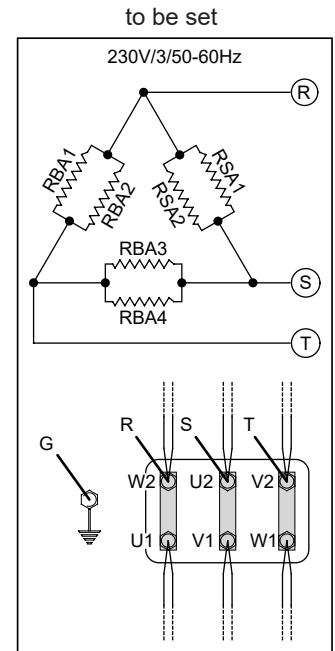 to be set
230V/3/50-60Hz
R
RBA1
RBA2
RSA1
RSA2
RBA3
RBA4
S
T
G
R S T
W2 U2 V2
U1 V1 W1